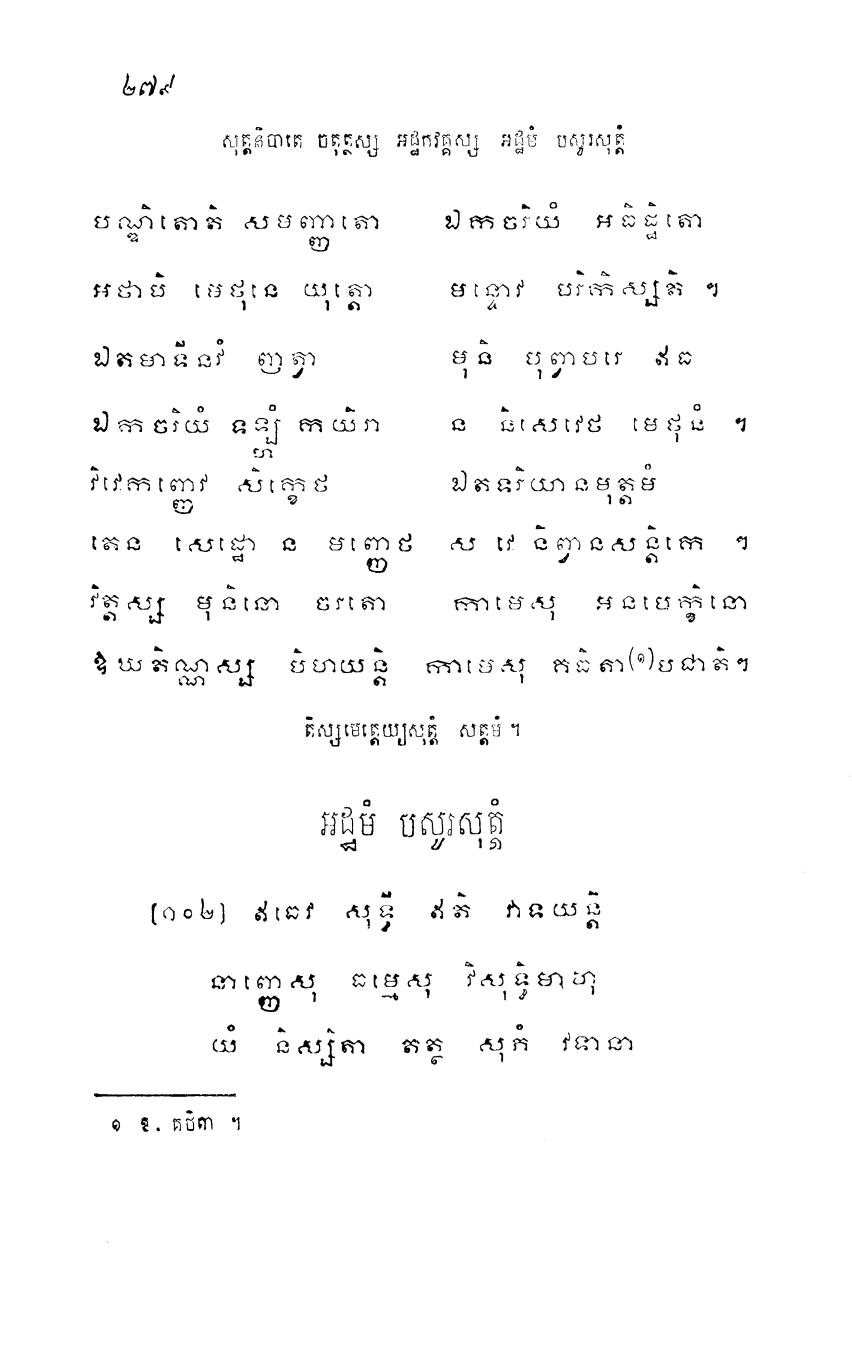 ២៧៩
សុត្តនិបាតេ ចតុត្ថស្ស អដ្ឋកវគ្គស្ស អដ្ឋមំ បសូរសុត្តំ
បណ្ឌិតោតិ សមញ្ញាតោ ឯកចរិយំ អធិដ្ឋិតោ
អថាបិ មេថុនេ យុត្តោ មន្ទោវ បរិកិស្សតិ ។
ឯតមាទីនវំ ញត្វា មុនិ បុព្វាបរេ ឥធ
ឯកចរិយំ ទឡ្ហំ កយិរា ន និសេវេថ មេថុនំ ។
វិវេកញ្ញេវ សិក្ខេថ ឯតទរិយានមុត្តមំ
តេន សេដ្ឋោ ន មញ្ញេថ ស វេ និព្វានសន្តិកេ ។
រិត្តស្ស មុនិនោ ចរតោ កាមេសុ អនបេក្ខិនោ
ឱឃតិណ្ណស្ស បិហយន្តិ កាមេសុ គធិតា(១)បជាតិ។
តិស្សមេត្តេយ្យសុត្តំ សត្តមំ ។
អដ្ឋមំ បសូរសុត្តំ
[១០២] ឥធេវ សុទ្ធី ឥតិ វាទយន្តិ
នាញ្ញេសុ ធម្មេសុ វិសុទ្ធិមាហុ
យំ និស្សិតា តត្ថ សុភំ វទានា
១ ឱ. គថិតា ។